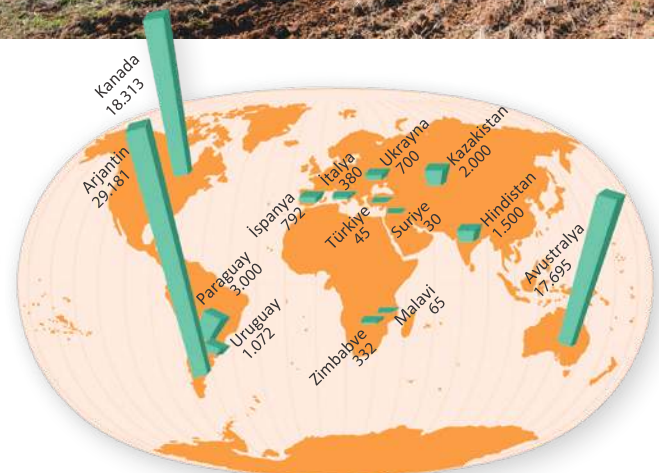 Kanada
18.313
Arjantin
29.181
Paraguay
3.000
Uruguay
1.072
İspanya
792
İtalya
380
Ukrayna
700
Türkiye
45
Suriye
30
Kazakistan
2.000
Hindistan
1.500
Avustralya
17.695
Zimbabve
332
Malavi
65